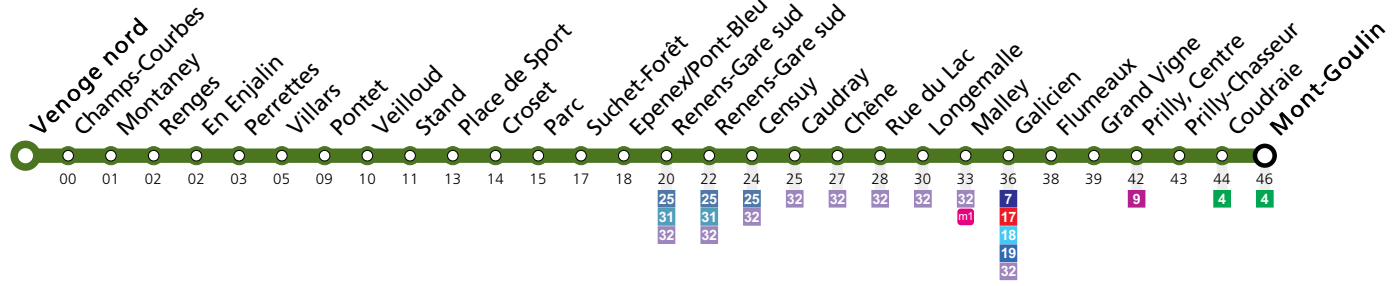 Venoge nord
Champs-Courbes
Montaney
Renges
En Enjalin
Perrettes
Villars
Pontet
Veilloud
Stand
Place de Sport
Croset
Parc
Suchet-Forêt
Epenex/Pont-Bleu
Renens-Gare sud
Renens-Gare sud
Censuy
Caudray
Chêne
Rue du Lac
Longemalle
Malley
Galicien
Flumeaux
Grand Vigne
Prilly, Centre
Prilly-Chasseur
Coudraie
Mont-Goulin
00 01 02 02 03 05 09 10 11 13 14 15 17 18 20 22 24 25 27 28 30 33 36 38 39 42 43 44 46
25 25 25 32 32 32 32 32 7 9 4 4
31 31 32 m1 17
32 32 18
19
32